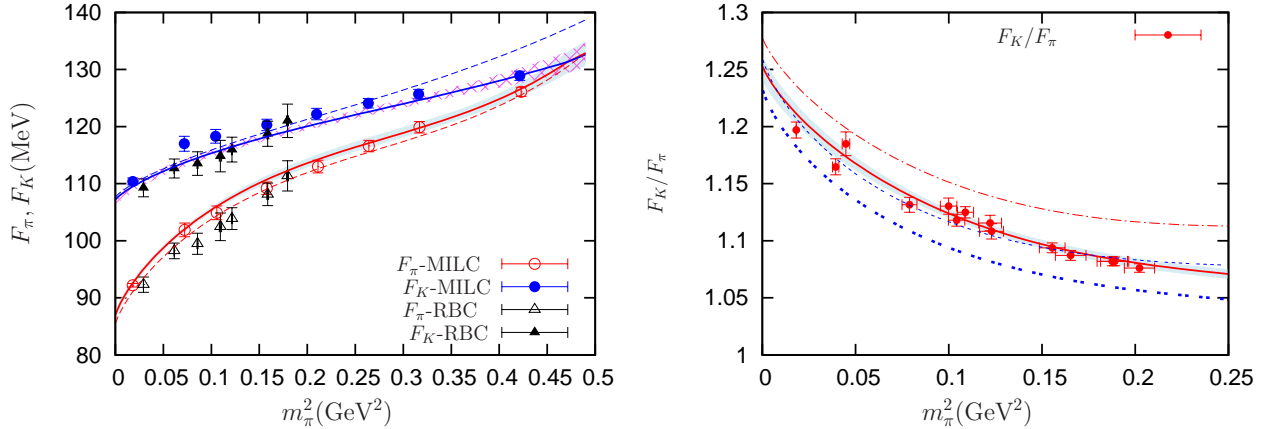 140
130
120
110
100
90
80
F_π, F_K(MeV)
F_π-MILC
F_K-MILC
F_π-RBC
F_K-RBC
0 0.05 0.1 0.15 0.2 0.25 0.3 0.35 0.4 0.45 0.5
m_π^2(GeV^2)
1.3
1.25
1.2
1.15
1.1
1.05
1
F_K/F_π
F_K/F_π
0 0.05 0.1 0.15 0.2 0.25
m_π^2(GeV^2)